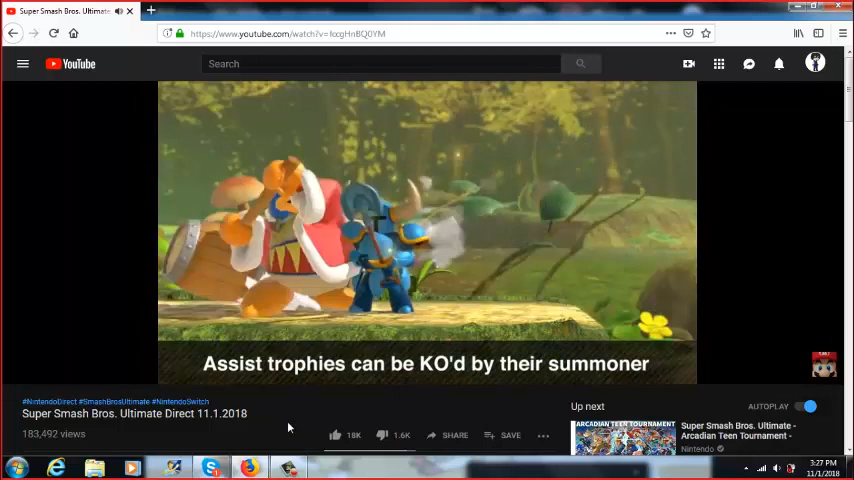 Super Smash Bros. Ultimate
https://www.youtube.com/watch?v=fccgHnBQ0YM
YouTube
Search
Assist trophies can be KO'd by their summoner
#NintendoDirect #SmashBrosUltimate #NintendoSwitch
Super Smash Bros. Ultimate Direct 11.1.2018
183,492 views
18K
1.6K
SHARE
SAVE
Up next
AUTOPLAY
ARCADIAN TEEN TOURNAMENT
Super Smash Bros. Ultimate -
Arcadian Teen Tournament -
Nintendo
3:27 PM
11/1/2018